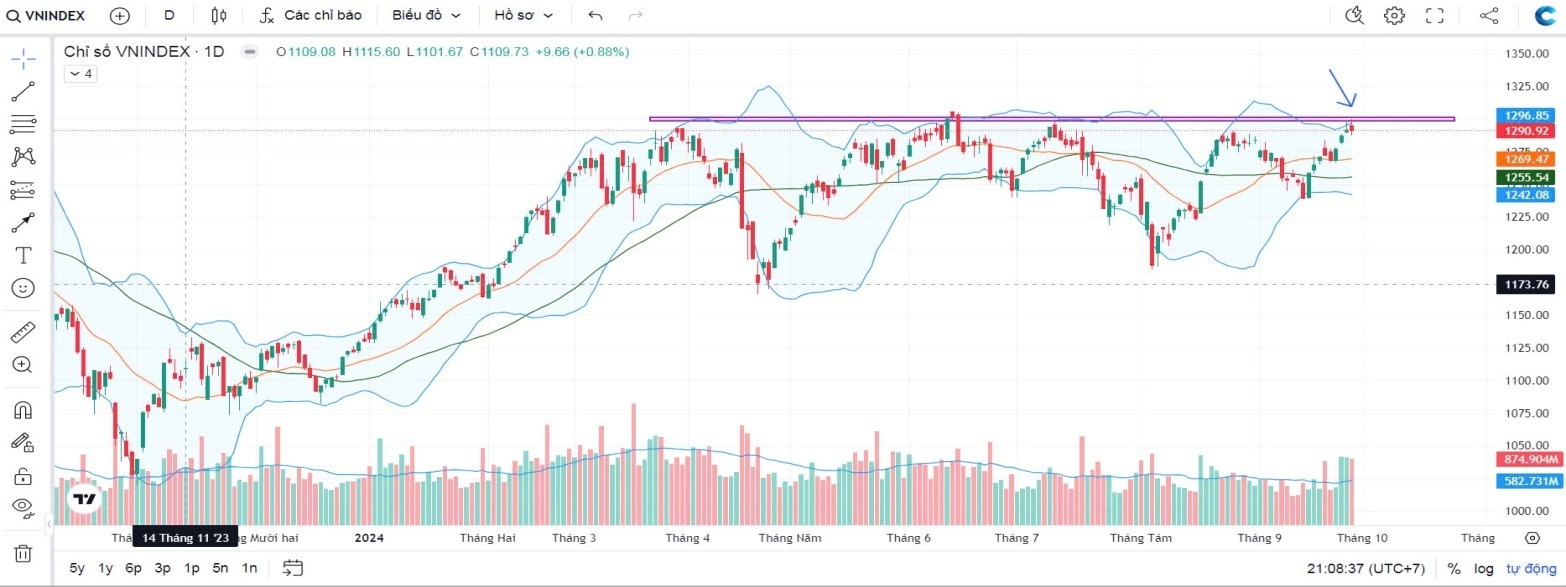 VNINDEX D Các chỉ báo Biểu đồ Hồ sơ
Chỉ số VNINDEX · 1D O1109.08 H1115.60 L1101.67 C1109.73 +9.66 (+0.88%)
4
1350.00
1325.00
1296.85
1290.92
1269.47
1255.54
1242.08
1225.00
1200.00
1173.76
1150.00
1125.00
1100.00
1075.00
1050.00
874.904M
582.731M
1000.00
14 Tháng 11 '23 Mười hai 2024 Tháng Hai Tháng 3 Tháng 4 Tháng Năm Tháng 6 Tháng 7 Tháng Tám Tháng 9 Tháng 10 Tháng
5y 1y 6p 3p 1p 5n 1n 21:08:37 (UTC+7) % log tự động